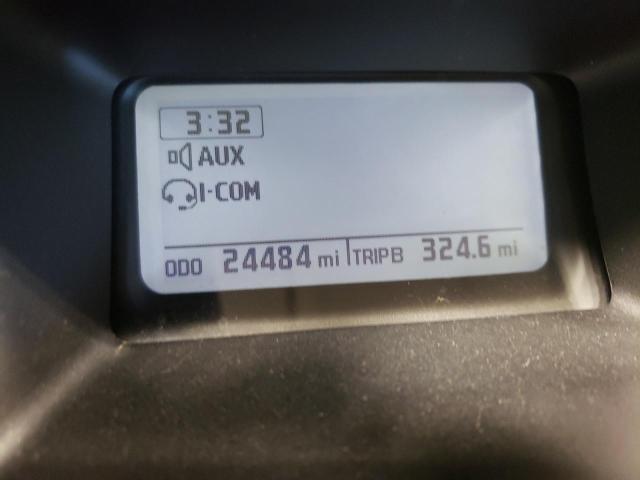 3:32
AUX
I-COM
ODO 24484 mi TRIP B 324.6 mi